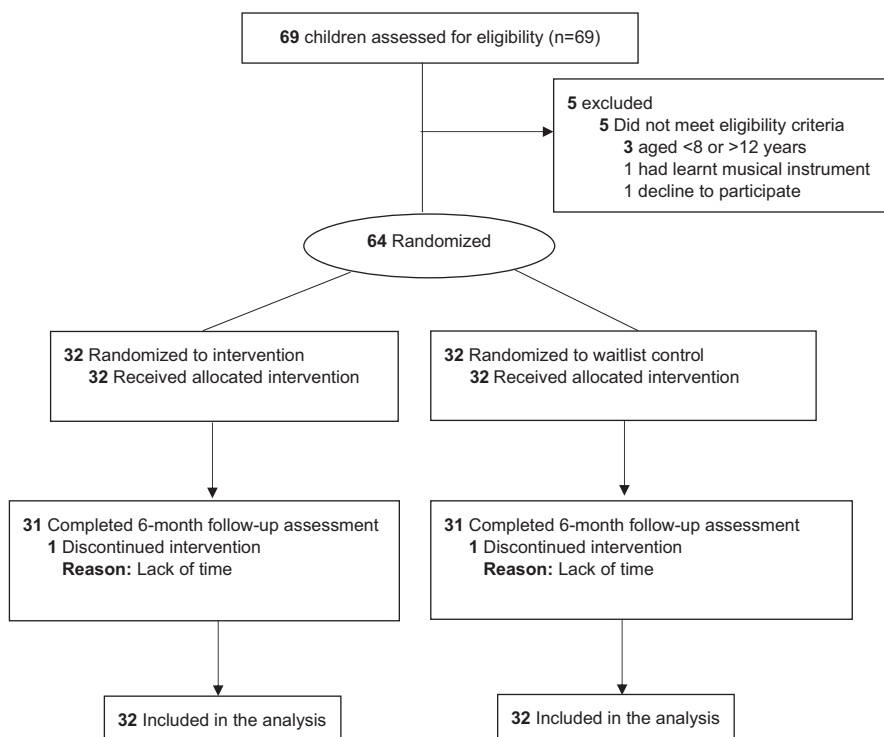 69 children assessed for eligibility (n=69)
5 excluded
5 Did not meet eligibility criteria
3 aged <8 or >12 years
1 had learnt musical instrument
1 decline to participate
64 Randomized
32 Randomized to intervention
32 Received allocated intervention
32 Randomized to waitlist control
32 Received allocated intervention
31 Completed 6-month follow-up assessment
1 Discontinued intervention
Reason: Lack of time
31 Completed 6-month follow-up assessment
1 Discontinued intervention
Reason: Lack of time
32 Included in the analysis
32 Included in the analysis